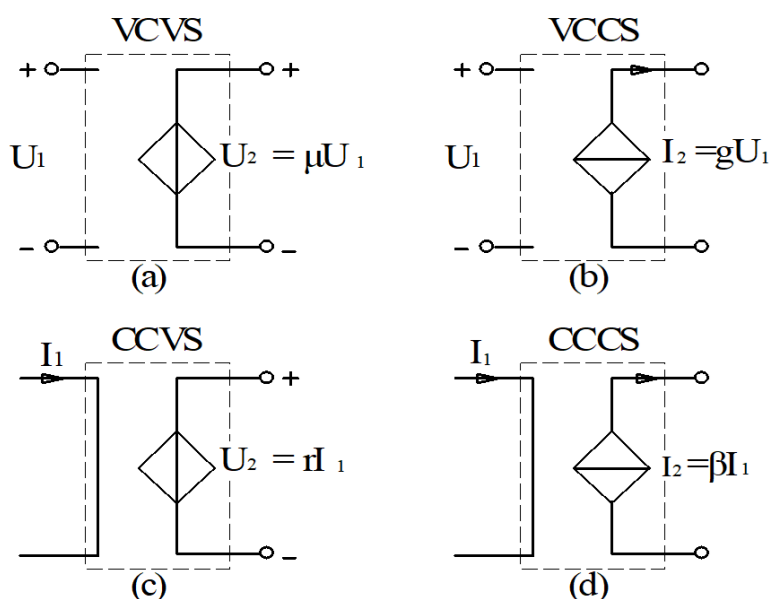 VCVS
VCCS
+ +
U1 U2 = μU 1
− −
(a)
+
U1 I2 =gU1
−
(b)
CCVS
CCCS
I1 +
U2 = rI 1
−
(c)
I1
I2 =βI1
(d)